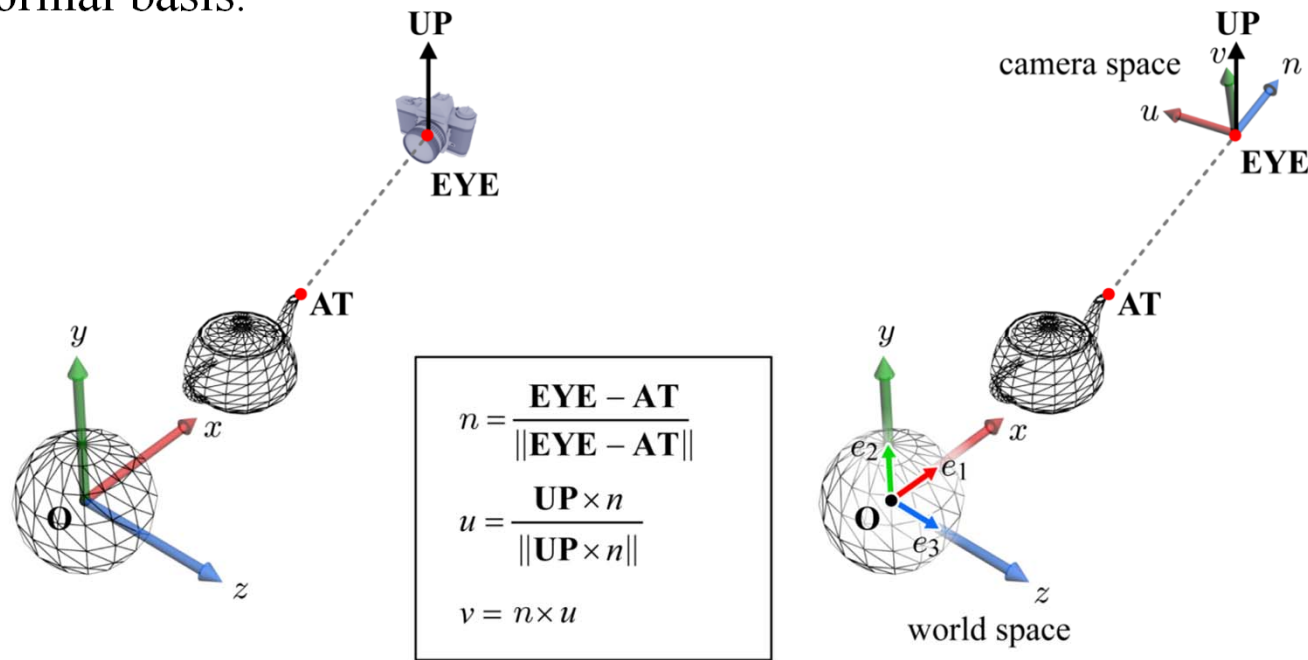 ormal basis.
UP
EYE
AT
y
x
O
z
n = EYE – AT / ||EYE – AT||
u = UP × n / ||UP × n||
v = n × u
UP
camera space
v
n
u
EYE
AT
y
x
e2
e1
O
e3
z
world space